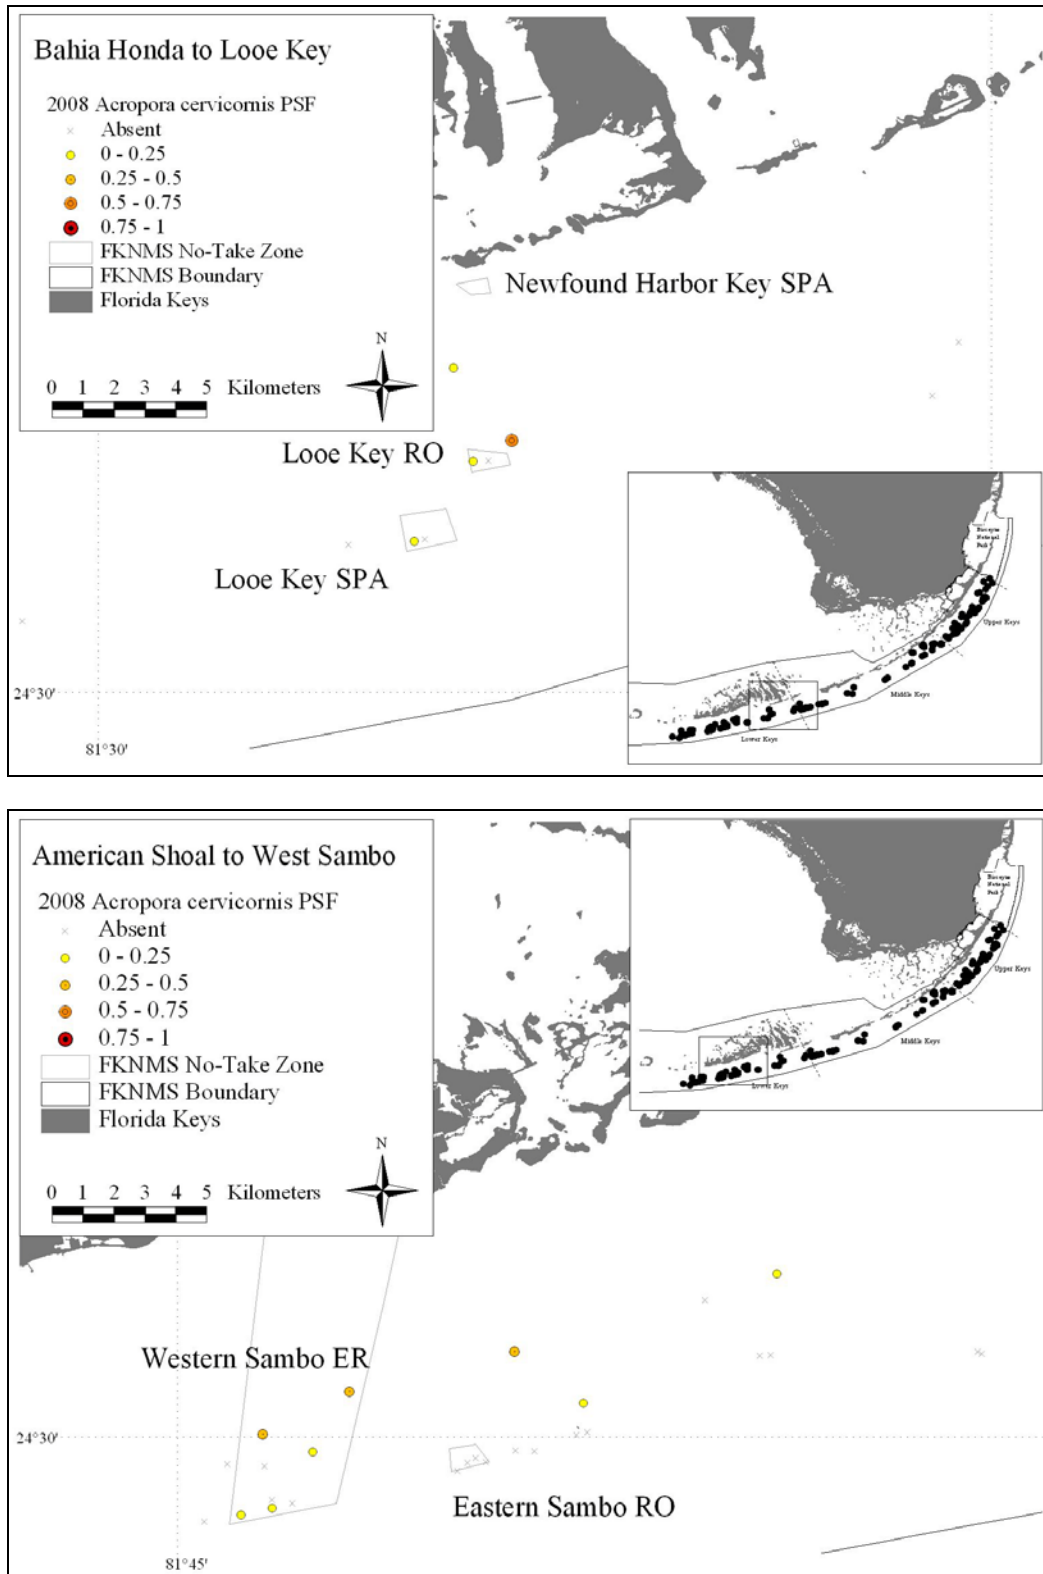 Bahia Honda to Looe Key
2008 Acropora cervicornis PSF
Absent
0 - 0.25
0.25 - 0.5
0.5 - 0.75
0.75 - 1
FKNMS No-Take Zone
FKNMS Boundary
Florida Keys
N
0 1 2 3 4 5 Kilometers
Newfound Harbor Key SPA
Looe Key RO
Looe Key SPA
24°30'
81°30'
Biscayne
National
Park
Upper Keys
Middle Keys
Lower Keys
American Shoal to West Sambo
2008 Acropora cervicornis PSF
Absent
0 - 0.25
0.25 - 0.5
0.5 - 0.75
0.75 - 1
FKNMS No-Take Zone
FKNMS Boundary
Florida Keys
N
0 1 2 3 4 5 Kilometers
Biscayne
National
Park
Upper Keys
Middle Keys
Lower Keys
Western Sambo ER
24°30'
Eastern Sambo RO
81°45'